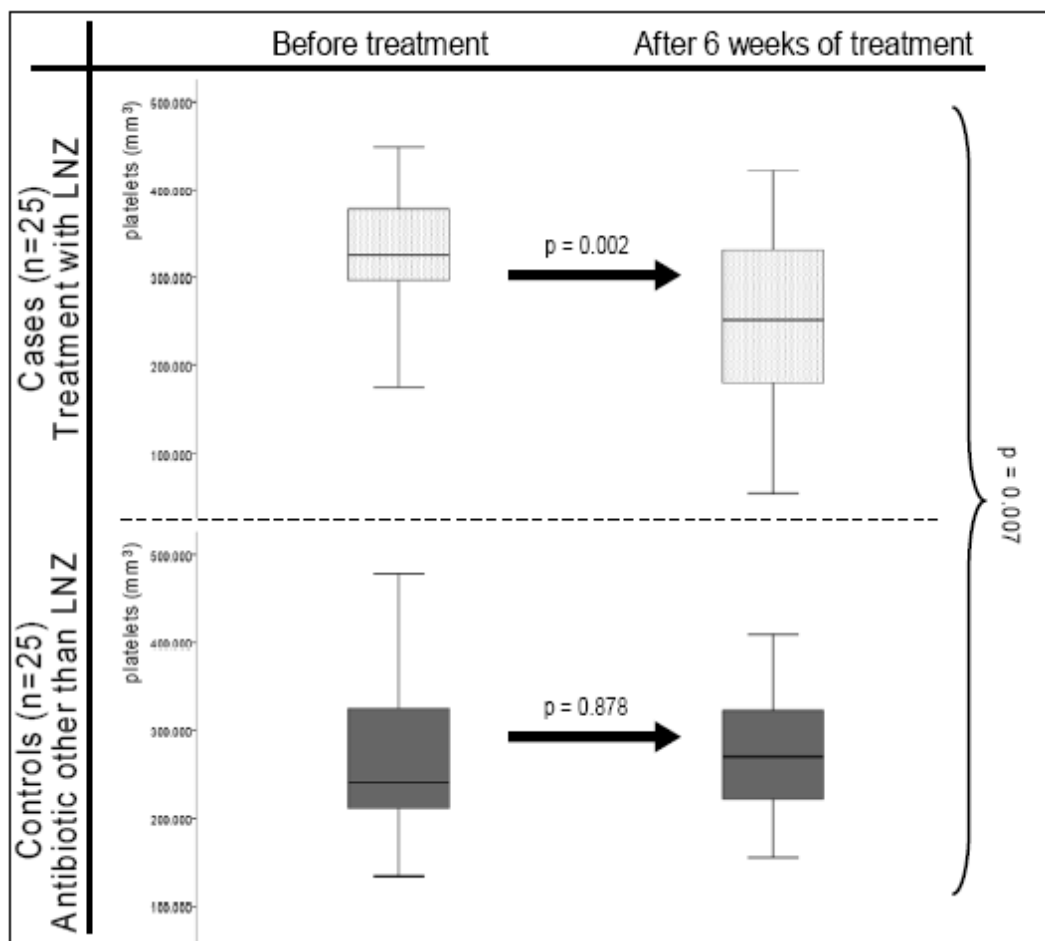 Before treatment
After 6 weeks of treatment
Cases (n=25)
Treatment with LNZ
platelets (mm³)
500.000
400.000
300.000
200.000
100.000
p = 0.002
p = 0.007
Controls (n=25)
Antibiotic other than LNZ
platelets (mm³)
500.000
400.000
300.000
200.000
100.000
p = 0.878